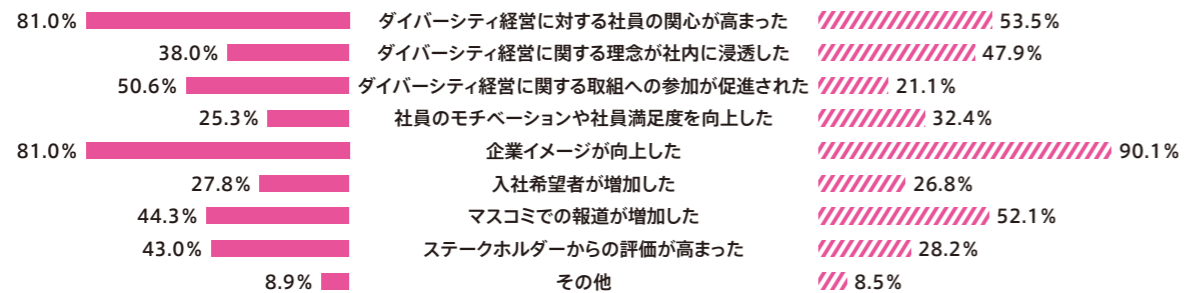 81.0% ダイバーシティ経営に対する社員の関心が高まった 53.5%
38.0% ダイバーシティ経営に関する理念が社内に浸透した 47.9%
50.6% ダイバーシティ経営に関する取組への参加が促進された 21.1%
25.3% 社員のモチベーションや社員満足度を向上した 32.4%
81.0% 企業イメージが向上した 90.1%
27.8% 入社希望者が増加した 26.8%
44.3% マスコミでの報道が増加した 52.1%
43.0% ステークホルダーからの評価が高まった 28.2%
8.9% その他 8.5%